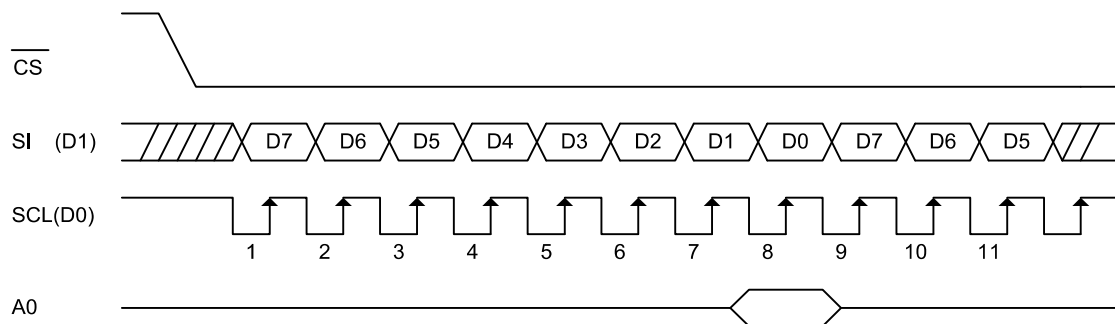 CS
SI (D1) D7 D6 D5 D4 D3 D2 D1 D0 D7 D6 D5
SCL(D0)
1 2 3 4 5 6 7 8 9 10 11
A0